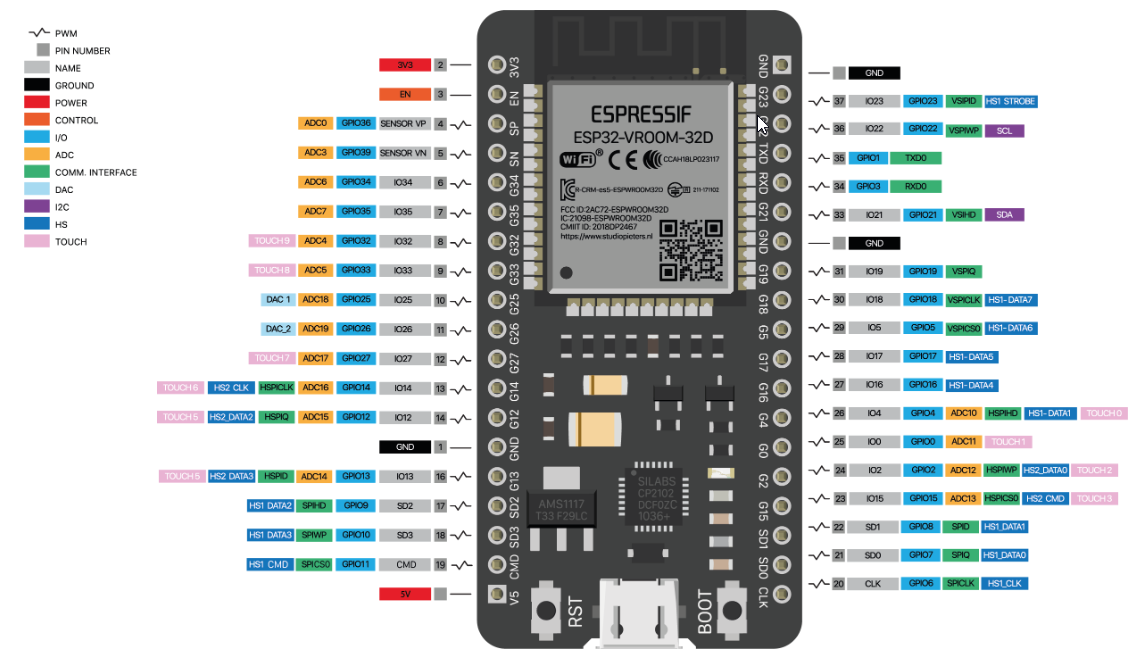 PWM
PIN NUMBER
NAME
GROUND
POWER
CONTROL
I/O
ADC
COMM. INTERFACE
DAC
I2C
HS
TOUCH
3V3 2
EN 3
ADC0 GPIO36 SENSOR VP 4
ADC3 GPIO39 SENSOR VN 5
ADC6 GPIO34 IO34 6
ADC7 GPIO35 IO35 7
TOUCH9 ADC4 GPIO32 IO32 8
TOUCH8 ADC5 GPIO33 IO33 9
DAC 1 ADC18 GPIO25 IO25 10
DAC_2 ADC19 GPIO26 IO26 11
TOUCH7 ADC17 GPIO27 IO27 12
TOUCH6 HS2 CLK HSPICLK ADC16 GPIO14 IO14 13
TOUCH5 HS2_DATA2 HSPIQ ADC15 GPIO12 IO12 14
GND 1
TOUCH5 HS2 DATA3 HSPID ADC14 GPIO13 IO13 16
HS1 DATA2 SPIHD GPIO9 SD2 17
HS1 DATA3 SPIWP GPIO10 SD3 18
HS1 CMD SPICS0 GPIO11 CMD 19
5V
3V3
EN
SP
SN
G34
G35
G32
G33
G25
G26
G27
G14
G12
GND
G13
SD2
SD3
CMD
V5
ESPRESSIF
ESP32-VROOM-32D
WiFi® CE CCAH18LP023117
R-CRM-es5-ESPWROOM32D 211-171102
FCC ID:2AC72-ESPWROOM32D
IC:21098-ESPWROOM32D
CMIIT ID: 2018DP2467
https://www.studiopictors.nl
AMS1117
T33 F29LC
SILABS
CP2102
DCF0ZC
1036+
RST
BOOT
GND
G23
TXD
RXD
G21
GND
G19
G18
G5
G17
G16
G4
G0
G2
G15
SD1
SD0
CLK
GND
37 IO23 GPIO23 VSPID HS1 STROBE
36 IO22 GPIO22 VSPIWP SCL
35 GPIO1 TXD0
34 GPIO3 RXD0
33 IO21 GPIO21 VSIHD SDA
GND
31 IO19 GPIO19 VSPIQ
30 IO18 GPIO18 VSPICLK HS1-DATA7
29 IO5 GPIO5 VSPICS0 HS1-DATA6
28 IO17 GPIO17 HS1-DATA5
27 IO16 GPIO16 HS1-DATA4
26 IO4 GPIO4 ADC10 HSPIHD HS1-DATA1 TOUCH0
25 IO0 GPIO0 ADC11 TOUCH1
24 IO2 GPIO2 ADC12 HSPIWP HS2_DATA0 TOUCH2
23 IO15 GPIO15 ADC13 HSPICS0 HS2 CMD TOUCH3
22 SD1 GPIO8 SPID HS1_DATA1
21 SD0 GPIO7 SPIQ HS1_DATA0
20 CLK GPIO6 SPICLK HS1_CLK